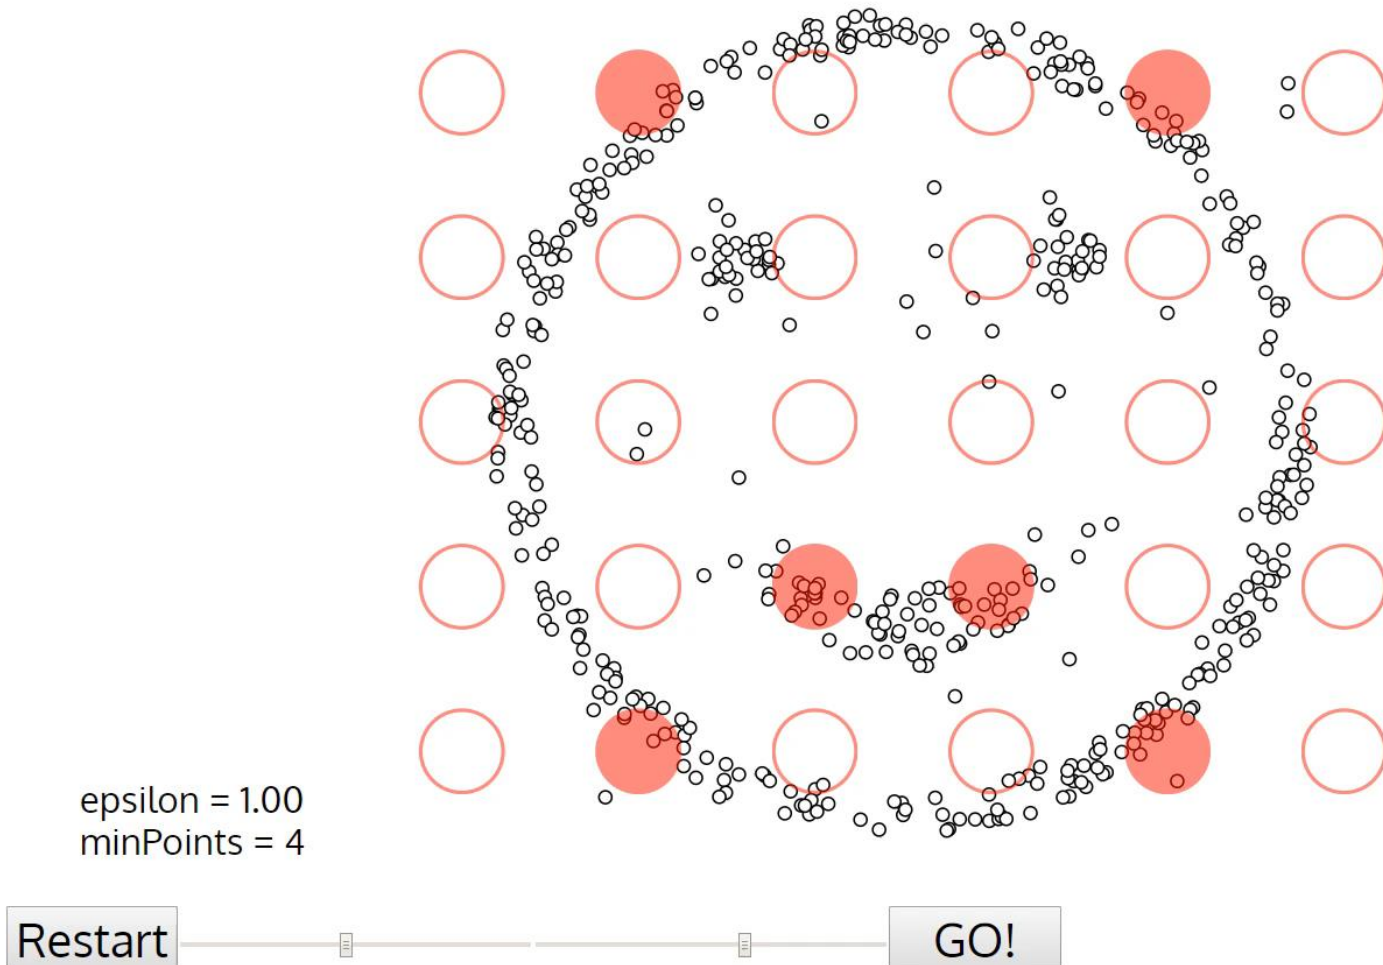 epsilon = 1.00
minPoints = 4
Restart
GO!